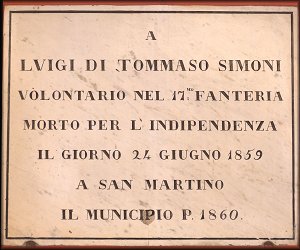 A
LVIGI DI TOMMASO SIMONI
VOLONTARIO NEL 17.MO FANTERIA
MORTO PER L' INDIPENDENZA
IL GIORNO 24 GIUGNO 1859
A SAN MARTINO
IL MUNICIPIO P. 1860.